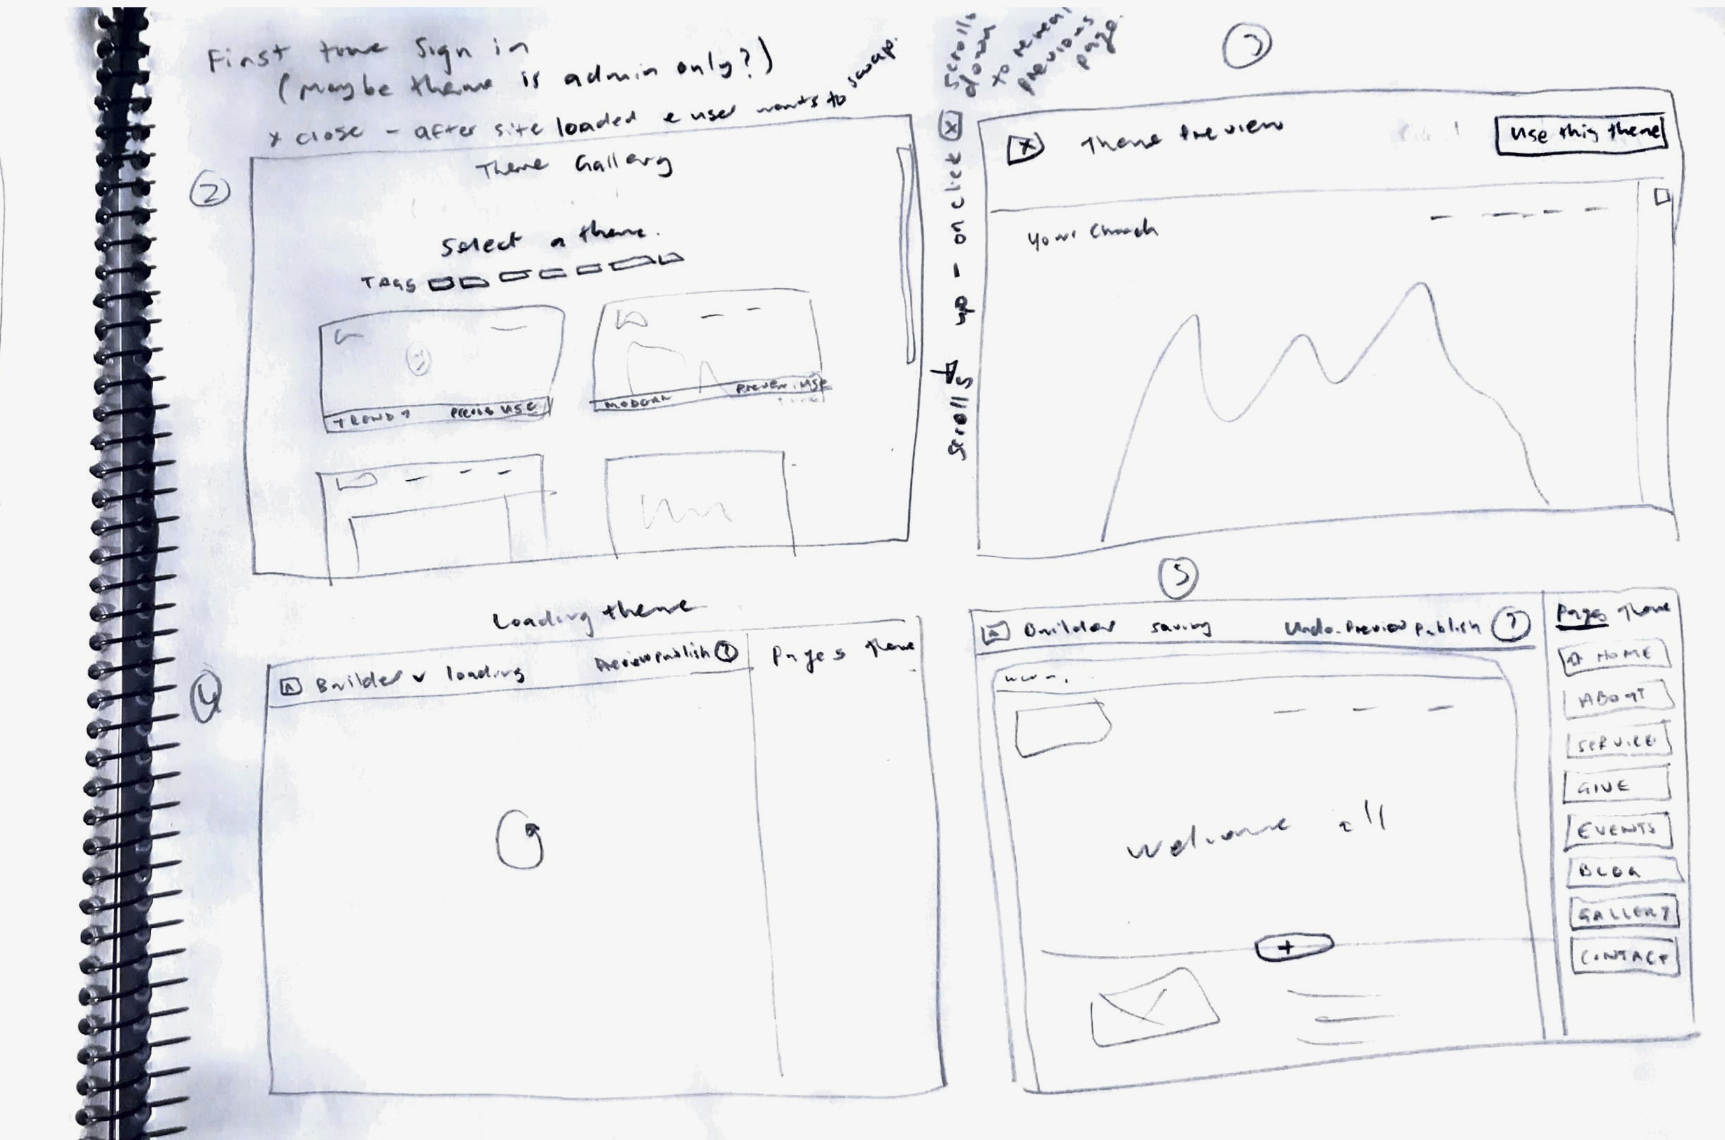 First time Sign in
(Maybe theme is admin only?)
x close - after site loaded & user wants to swap.
2
Theme Gallery
Select a theme.
TAGS
TRENDY USE
MODERN Preview USE
Scrolls up - on click x scrolls down to reveal previous page.
3
x Theme Preview Use this theme
Your Church
4
Loading theme
Builder loading Preview Publish ? Pages Theme
5
Builder saving Undo Preview Publish ? Pages Theme
www.
Welcome all
+
HOME
ABOUT
SERVICE
GIVE
EVENTS
BLOG
GALLERY
CONTACT